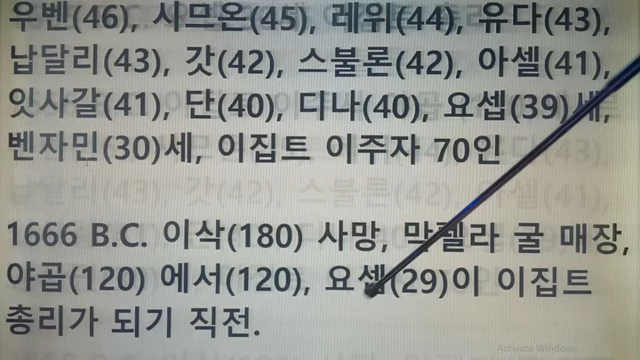 우벤(46), 시므온(45), 레위(44), 유다(43),
납달리(43), 갓(42), 스불론(42), 아셀(41),
잇사갈(41), 단(40), 디나(40), 요셉(39)세,
벤자민(30)세, 이집트 이주자 70인
1666 B.C. 이삭(180) 사망, 막펠라 굴 매장,
야곱(120) 에서(120), 요셉(29)이 이집트
총리가 되기 직전.
Activate Windows